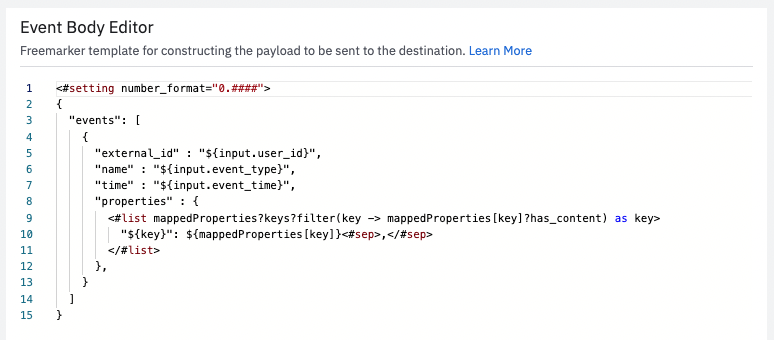 Event Body Editor
Freemarker template for constructing the payload to be sent to the destination. Learn More
1 <#setting number_format="0.####">
2 {
3 "events": [
4 {
5 "external_id" : "${input.user_id}",
6 "name" : "${input.event_type}",
7 "time" : "${input.event_time}",
8 "properties" : {
9 <#list mappedProperties?keys?filter(key -> mappedProperties[key]?has_content) as key>
10 "${key}": ${mappedProperties[key]}<#sep>,</#sep>
11 </#list>
12 },
13 }
14 ]
15 }